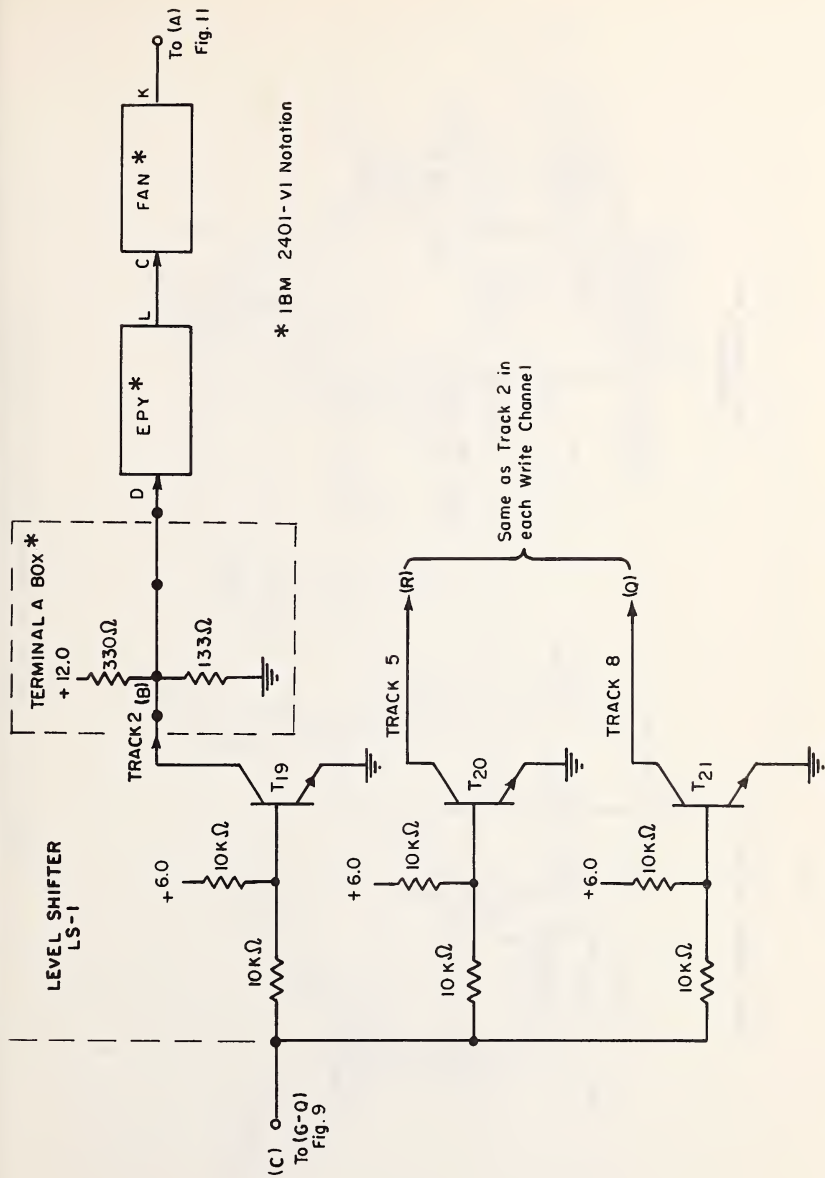 LEVEL SHIFTER
LS-1
TERMINAL A BOX *
+ 12.0
330Ω
133Ω
TRACK 2 (B)
D
EPY *
L
C
FAN *
K
To (A)
Fig. 11
* IBM 2401-VI Notation
+6.0
10KΩ
10KΩ
T19
(C)
To (G-Q)
Fig. 9
+6.0
10KΩ
10KΩ
T20
TRACK 5
(R)
Same as Track 2 in
each Write Channel
+6.0
10KΩ
10KΩ
T21
TRACK 8
(Q)